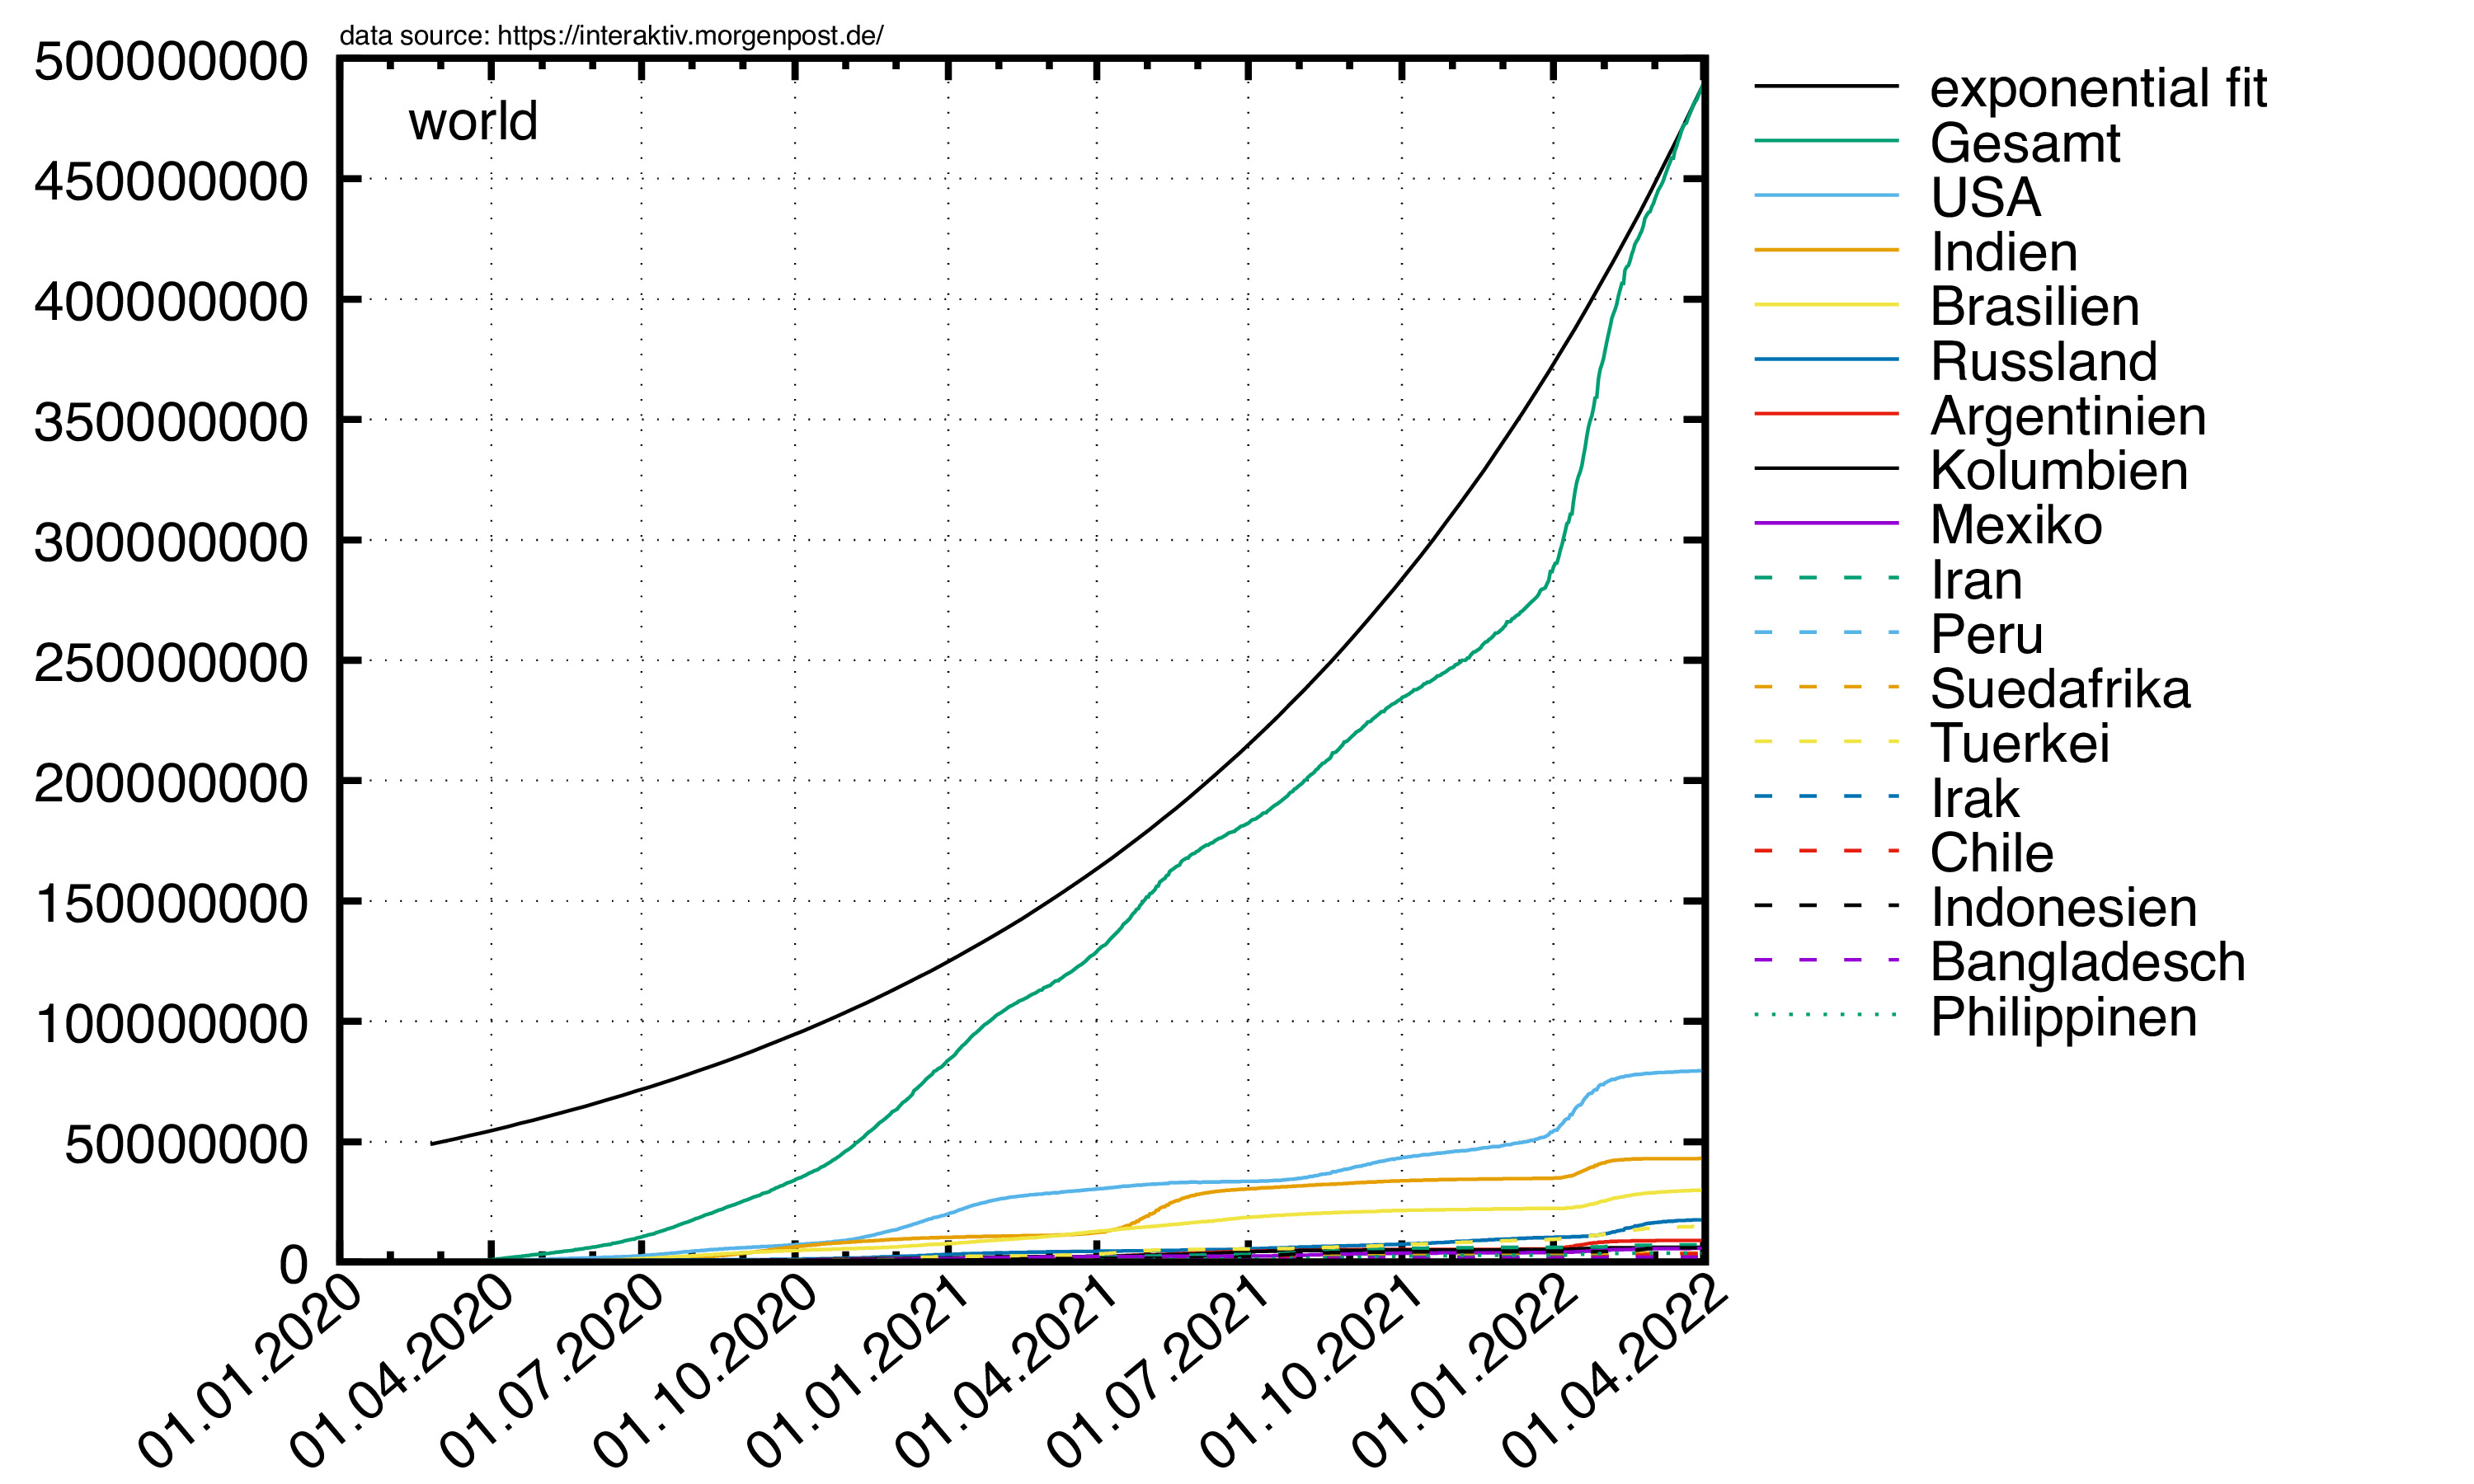 data source: https://interaktiv.morgenpost.de/
500000000
450000000
400000000
350000000
300000000
250000000
200000000
150000000
100000000
50000000
0
world
01.01.2020
01.04.2020
01.07.2020
01.10.2020
01.01.2021
01.04.2021
01.07.2021
01.10.2021
01.01.2022
01.04.2022
exponential fit
Gesamt
USA
Indien
Brasilien
Russland
Argentinien
Kolumbien
Mexiko
Iran
Peru
Suedafrika
Tuerkei
Irak
Chile
Indonesien
Bangladesch
Philippinen